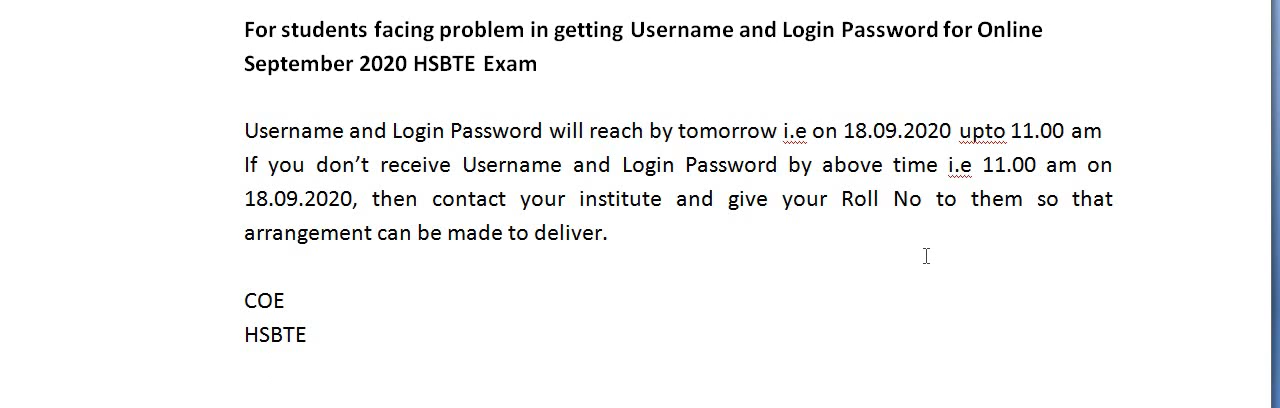 For students facing problem in getting Username and Login Password for Online
September 2020 HSBTE Exam
Username and Login Password will reach by tomorrow i.e on 18.09.2020 upto 11.00 am
If you don’t receive Username and Login Password by above time i.e 11.00 am on
18.09.2020, then contact your institute and give your Roll No to them so that
arrangement can be made to deliver.
COE
HSBTE